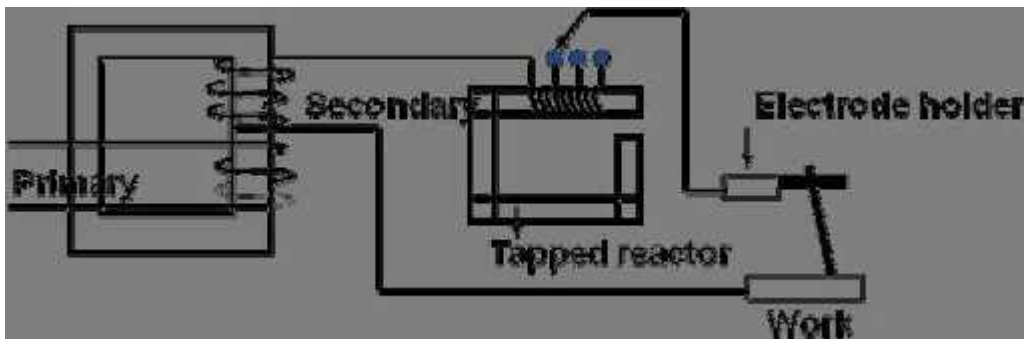 Secondary
Electrode holder
Primary
Tapped reactor
Work